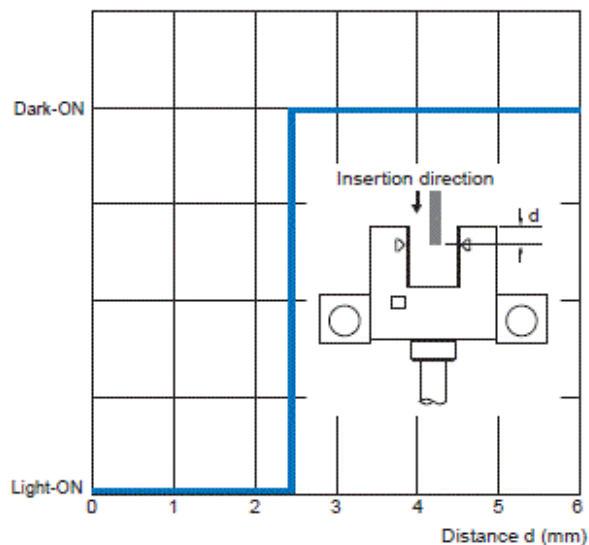 Dark-ON
Insertion direction
d
Light-ON
0 1 2 3 4 5 6
Distance d (mm)